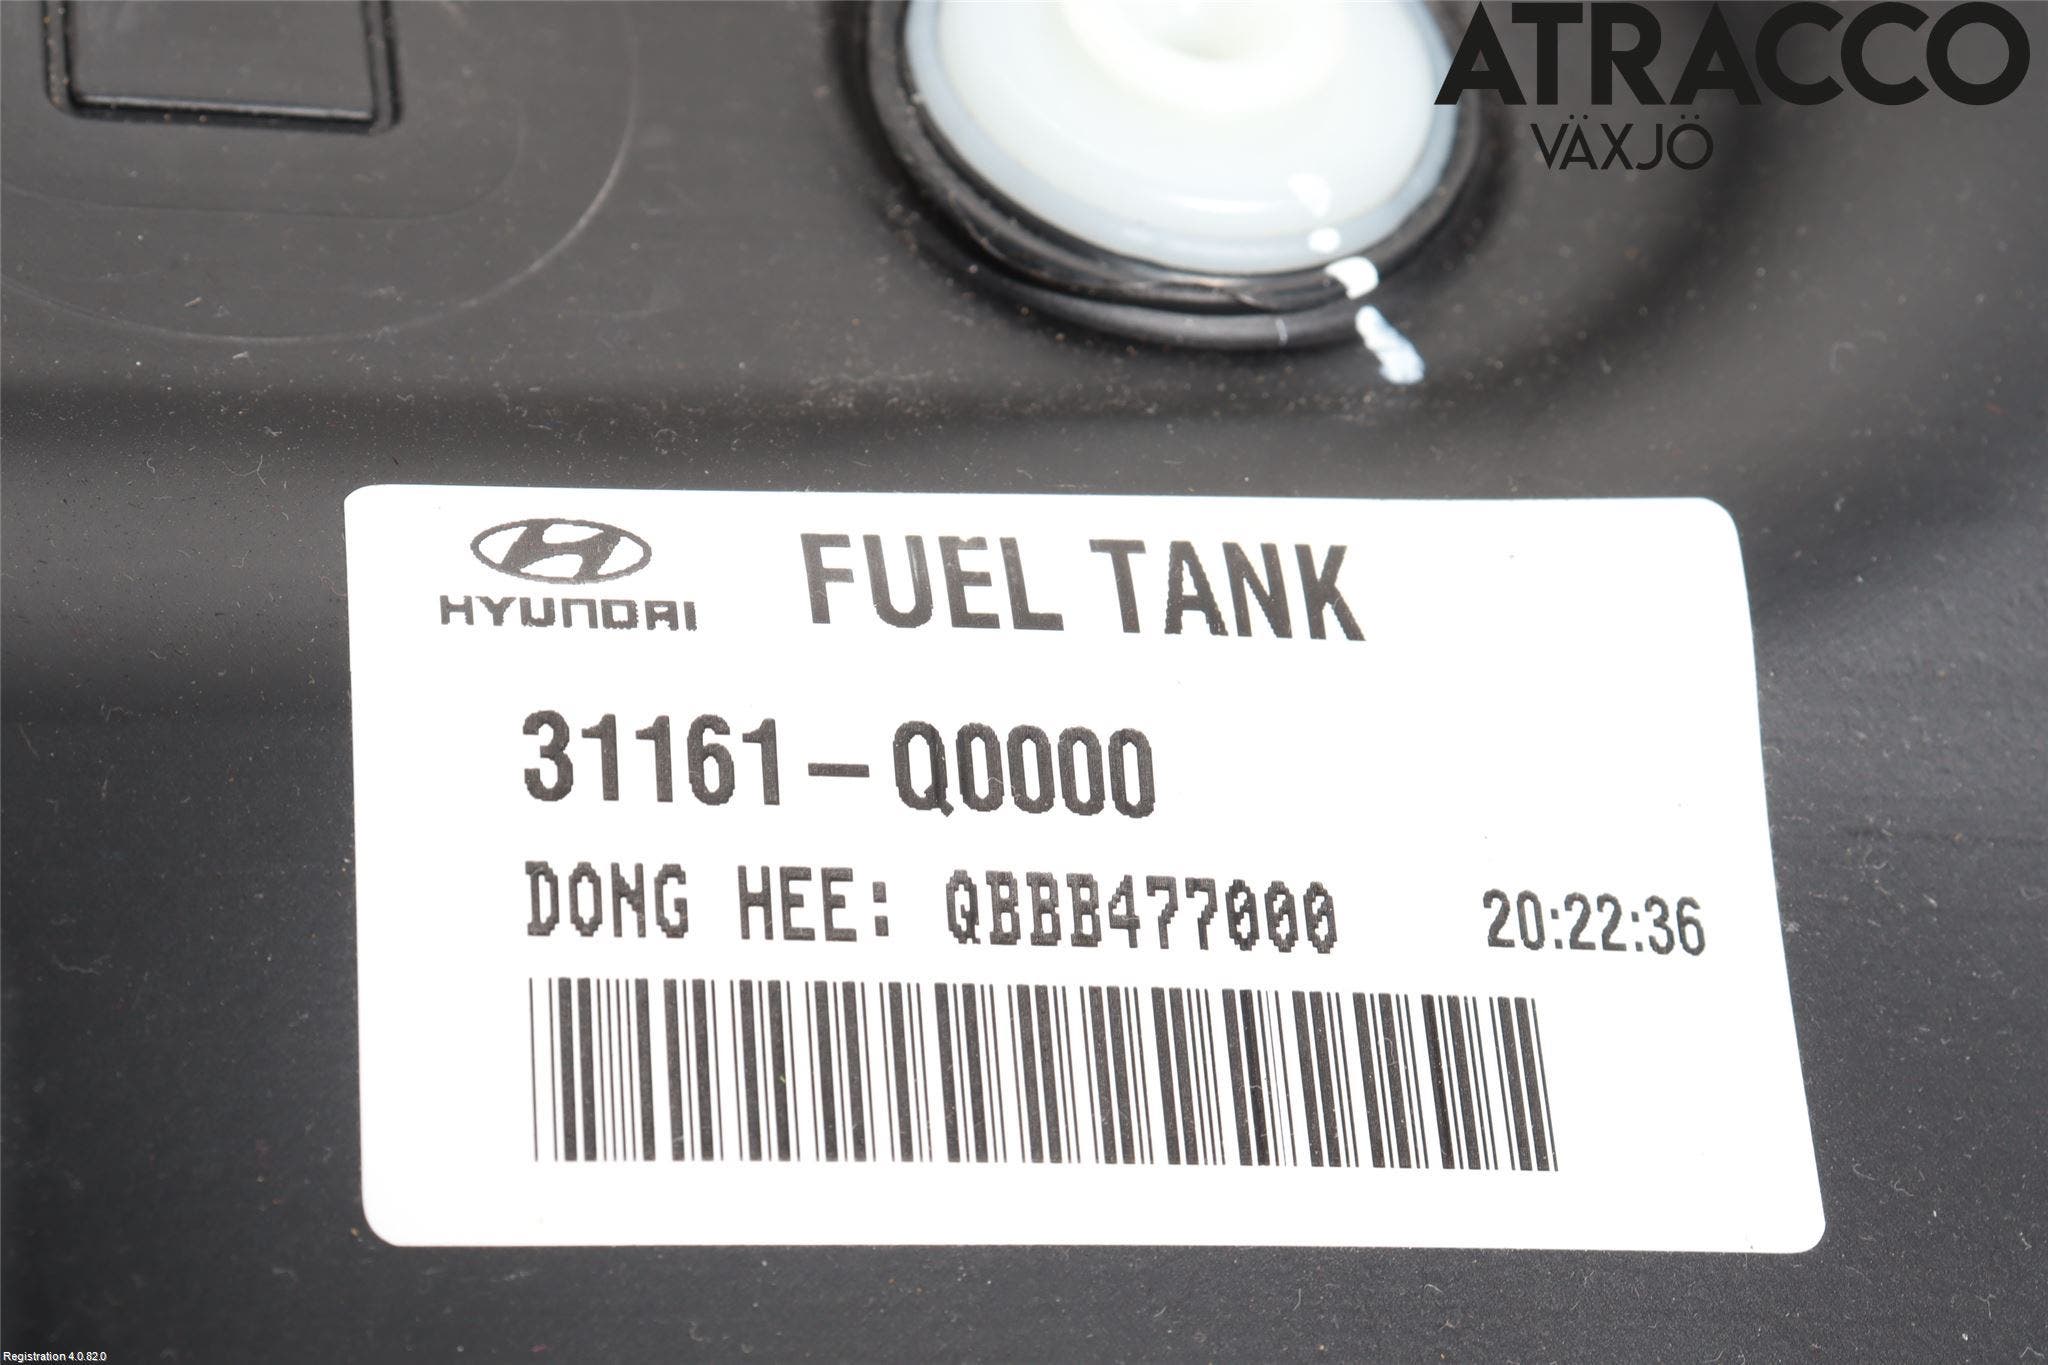 ATRACCO
VÄXJÖ
HYUNDAI
FUEL TANK
31161-Q0000
DONG HEE: QBBB477000 20:22:36
Registration 4.0.82.0